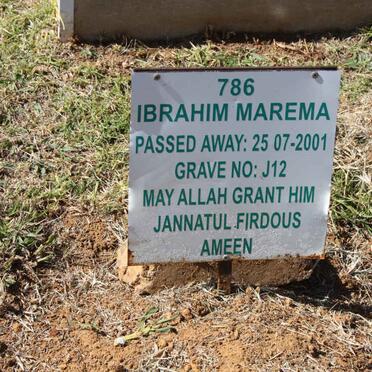 786
IBRAHIM MAREMA
PASSED AWAY: 25 07-2001
GRAVE NO: J12
MAY ALLAH GRANT HIM
JANNATUL FIRDOUS
AMEEN